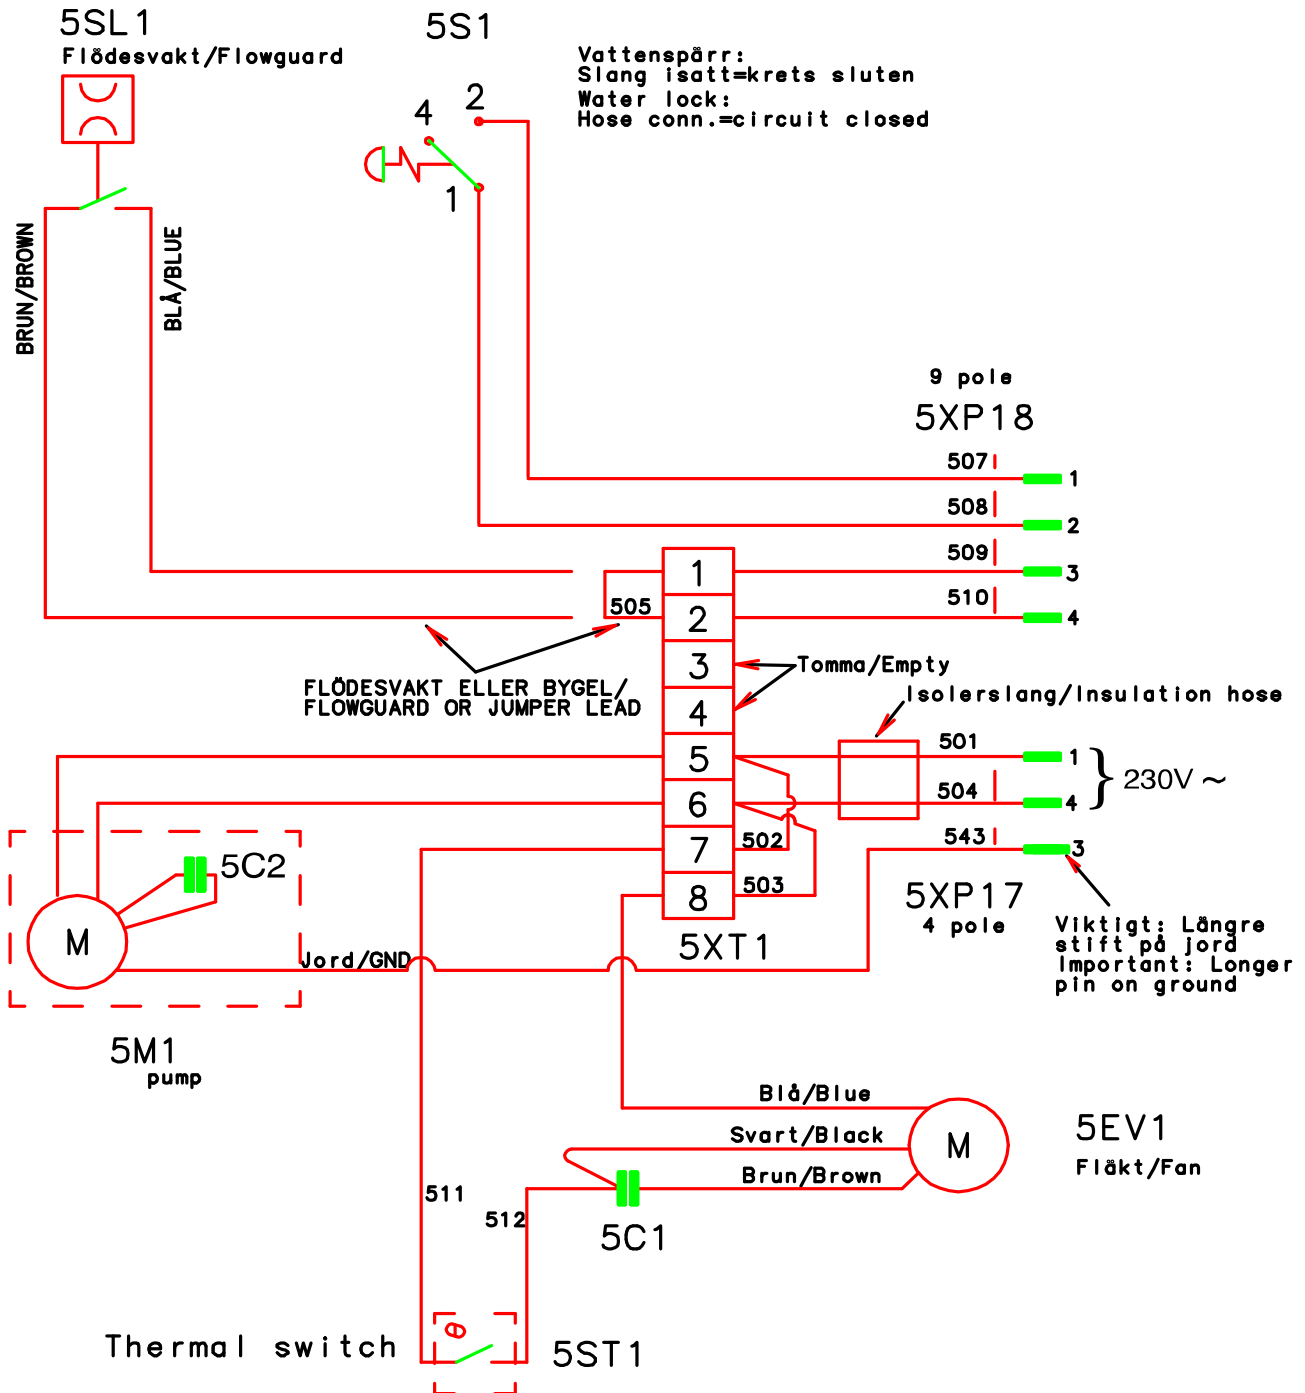 5SL1
Flödesvakt/Flowguard
5S1
Vattenspärr:
Slang isatt=krets sluten
Water lock:
Hose conn.=circuit closed
4
2
1
BRUN/BROWN
BLÅ/BLUE
9 pole
5XP18
507
1
508
2
509
3
510
4
1
2
3
4
5
6
7
8
505
5XT1
FLÖDESVAKT ELLER BYGEL/
FLOWGUARD OR JUMPER LEAD
Tomma/Empty
Isolerslang/Insulation hose
501
1
504
4
} 230V ~
543
3
502
503
5XP17
4 pole
Viktigt: Längre
stift på jord
Important: Longer
pin on ground
5C2
M
Jord/GND
5M1
pump
Blå/Blue
Svart/Black
Brun/Brown
M
5EV1
Fläkt/Fan
511
512
5C1
θ
Thermal switch
5ST1